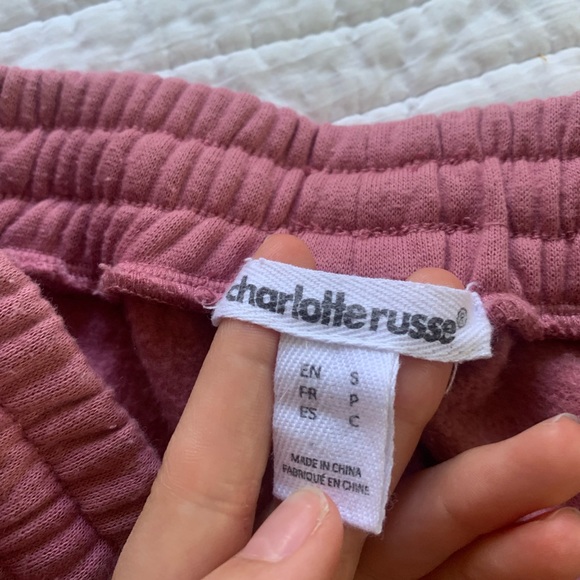 charlotte russe®
EN S
FR P
ES C
MADE IN CHINA
FABRIQUÉ EN CHINE